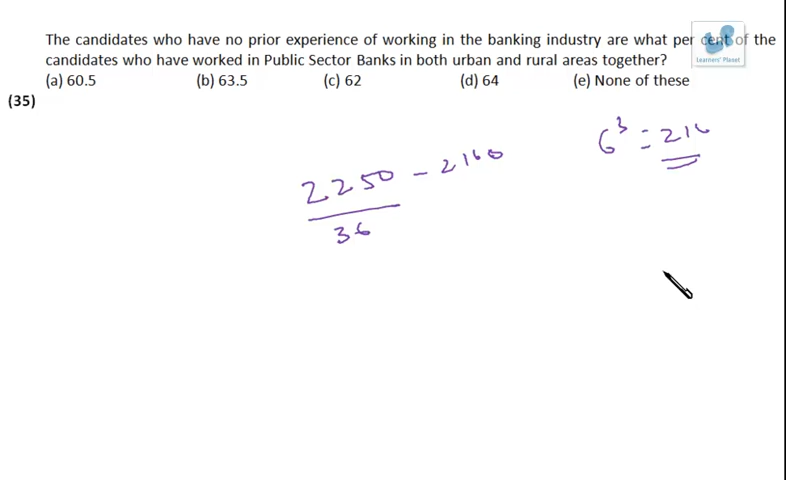 The candidates who have no prior experience of working in the banking industry are what per cent of the
candidates who have worked in Public Sector Banks in both urban and rural areas together?
(a) 60.5 (b) 63.5 (c) 62 (d) 64 (e) None of these
(35)
6³ = 216
2250 - 2160
36
Learners' Planet